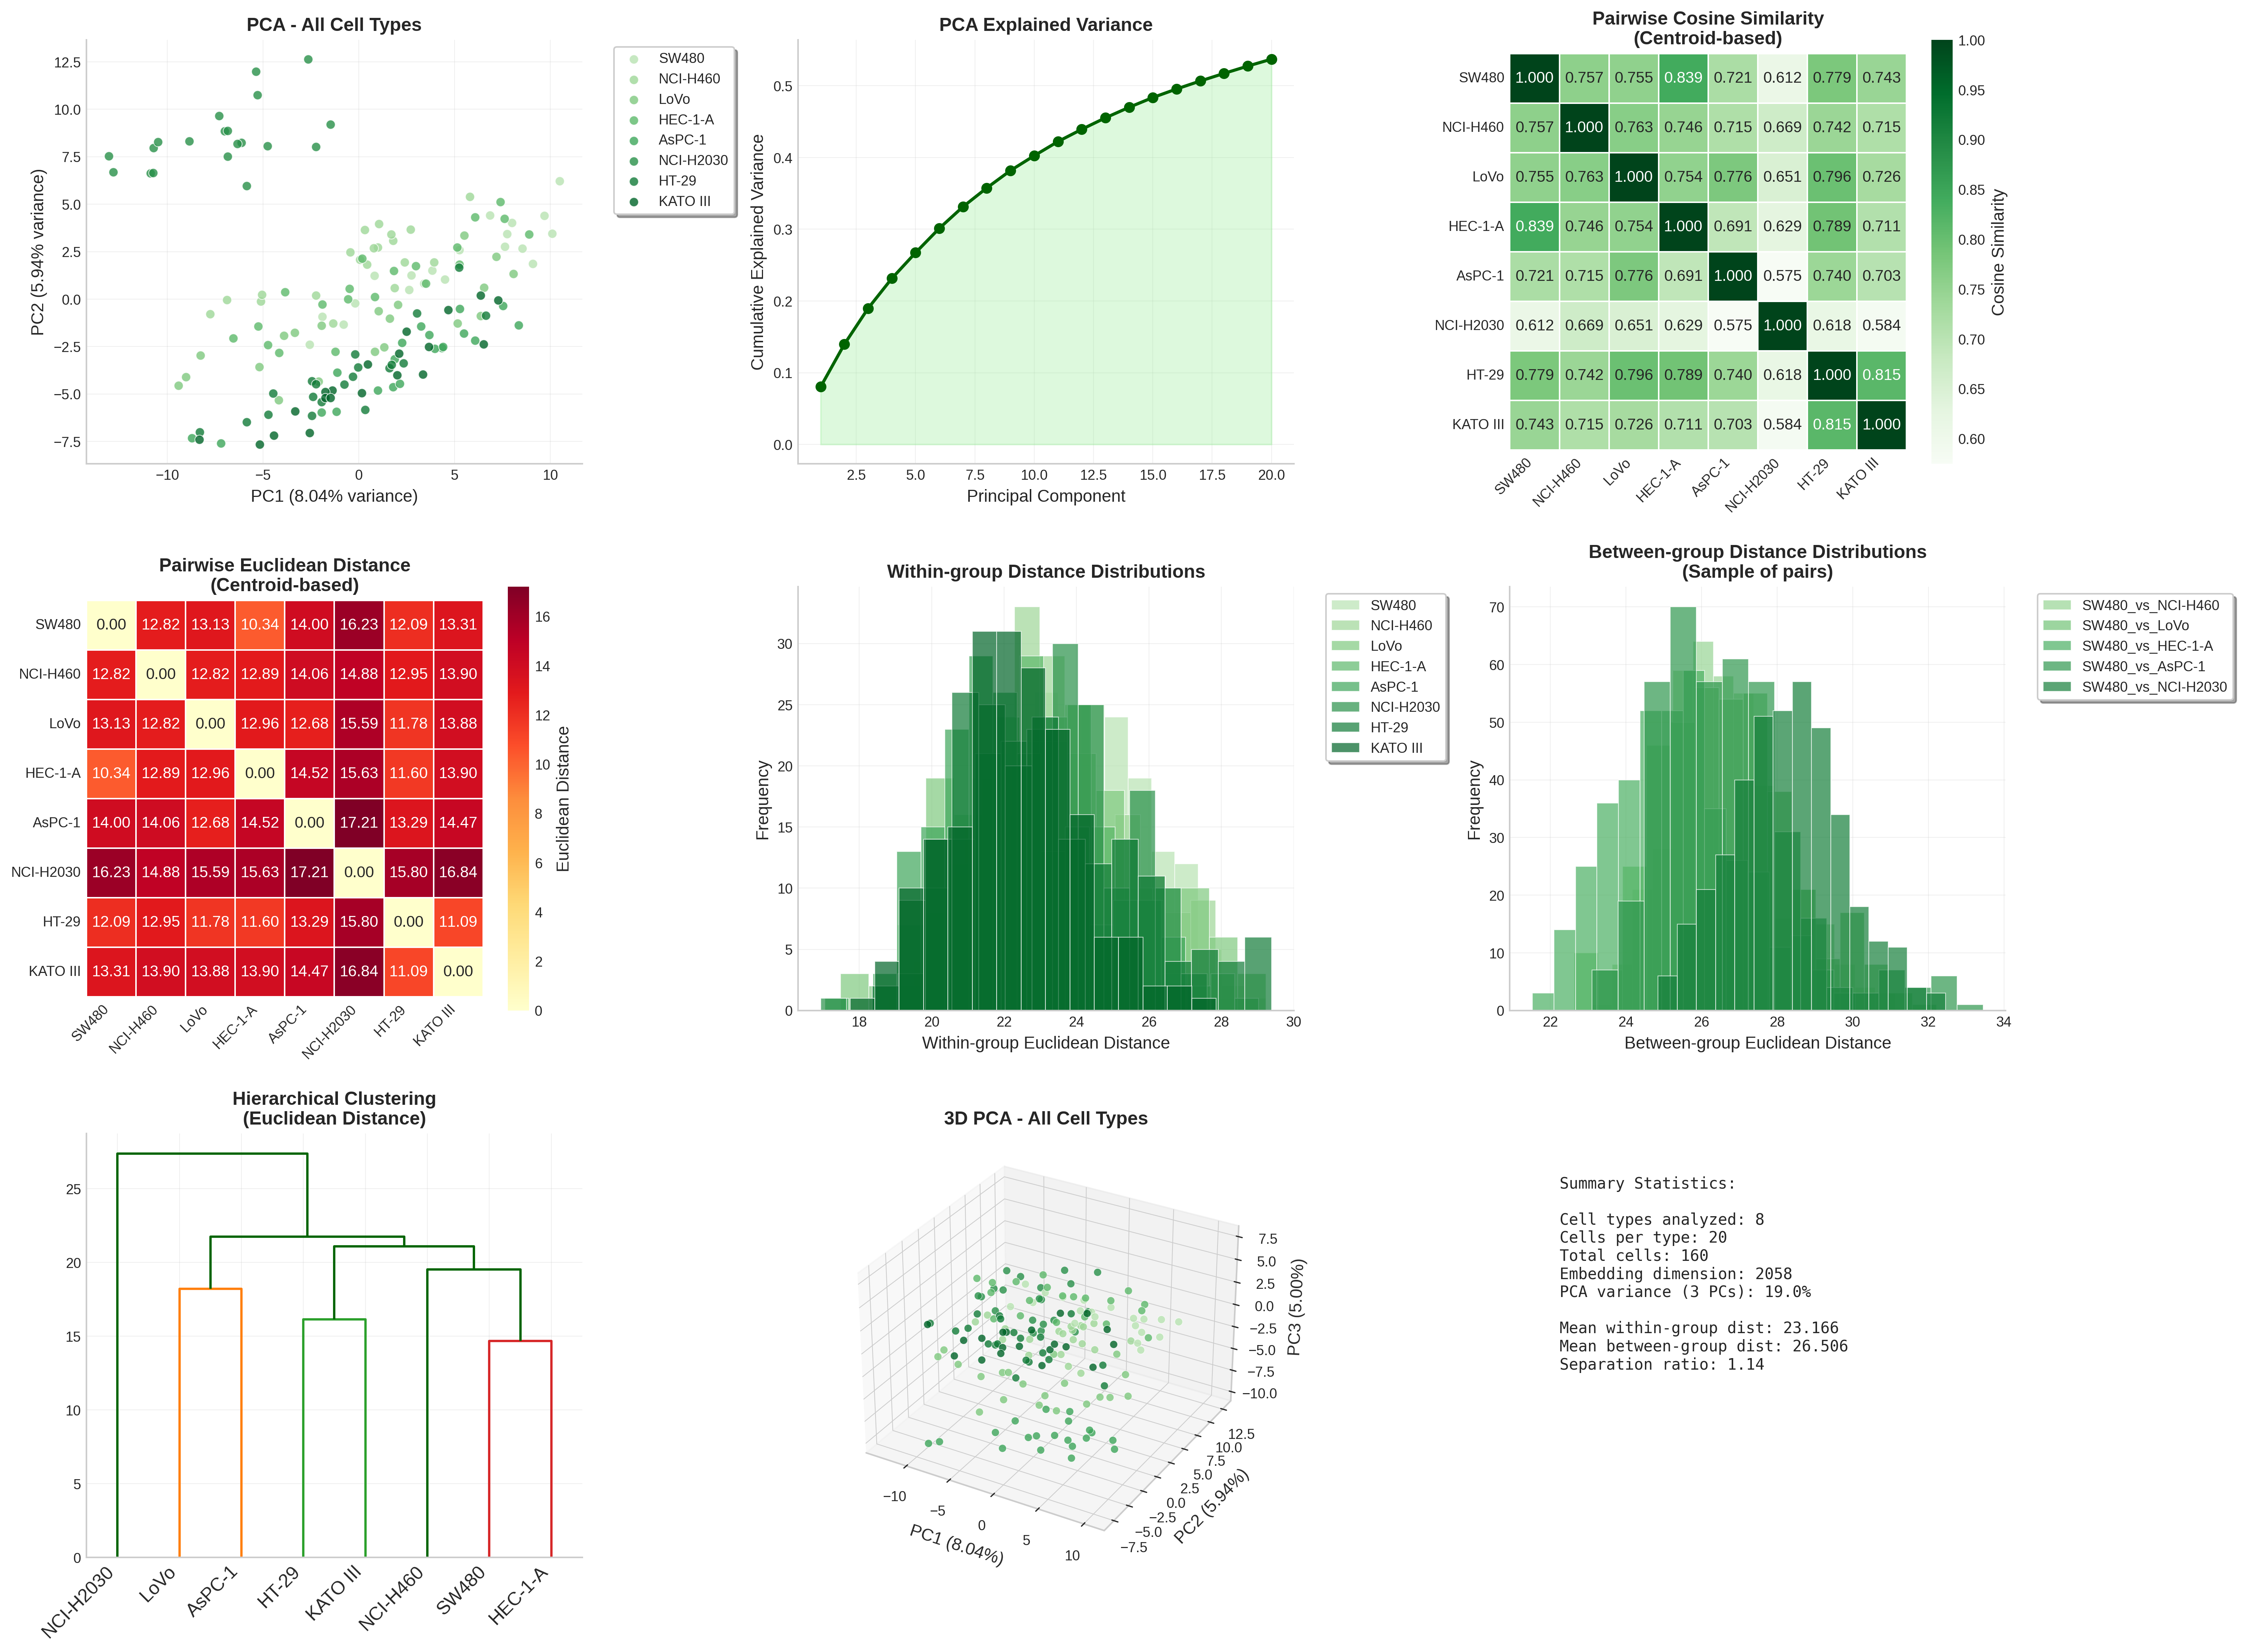 PCA - All Cell Types
12.5
10.0
7.5
5.0
2.5
0.0
−2.5
−5.0
−7.5
PC2 (5.94% variance)
−10
−5
0
5
10
PC1 (8.04% variance)
SW480
NCI-H460
LoVo
HEC-1-A
AsPC-1
NCI-H2030
HT-29
KATO III
PCA Explained Variance
0.5
0.4
0.3
0.2
0.1
0.0
Cumulative Explained Variance
2.5
5.0
7.5
10.0
12.5
15.0
17.5
20.0
Principal Component
Pairwise Cosine Similarity
(Centroid-based)
SW480 1.000 0.757 0.755 0.839 0.721 0.612 0.779 0.743
NCI-H460 0.757 1.000 0.763 0.746 0.715 0.669 0.742 0.715
LoVo 0.755 0.763 1.000 0.754 0.776 0.651 0.796 0.726
HEC-1-A 0.839 0.746 0.754 1.000 0.691 0.629 0.789 0.711
AsPC-1 0.721 0.715 0.776 0.691 1.000 0.575 0.740 0.703
NCI-H2030 0.612 0.669 0.651 0.629 0.575 1.000 0.618 0.584
HT-29 0.779 0.742 0.796 0.789 0.740 0.618 1.000 0.815
KATO III 0.743 0.715 0.726 0.711 0.703 0.584 0.815 1.000
SW480
NCI-H460
LoVo
HEC-1-A
AsPC-1
NCI-H2030
HT-29
KATO III
1.00
0.95
0.90
0.85
0.80
0.75
0.70
0.65
0.60
Cosine Similarity
Pairwise Euclidean Distance
(Centroid-based)
SW480 0.00 12.82 13.13 10.34 14.00 16.23 12.09 13.31
NCI-H460 12.82 0.00 12.82 12.89 14.06 14.88 12.95 13.90
LoVo 13.13 12.82 0.00 12.96 12.68 15.59 11.78 13.88
HEC-1-A 10.34 12.89 12.96 0.00 14.52 15.63 11.60 13.90
AsPC-1 14.00 14.06 12.68 14.52 0.00 17.21 13.29 14.47
NCI-H2030 16.23 14.88 15.59 15.63 17.21 0.00 15.80 16.84
HT-29 12.09 12.95 11.78 11.60 13.29 15.80 0.00 11.09
KATO III 13.31 13.90 13.88 13.90 14.47 16.84 11.09 0.00
SW480
NCI-H460
LoVo
HEC-1-A
AsPC-1
NCI-H2030
HT-29
KATO III
16
14
12
10
8
6
4
2
0
Euclidean Distance
Within-group Distance Distributions
30
25
20
15
10
5
0
Frequency
18
20
22
24
26
28
30
Within-group Euclidean Distance
SW480
NCI-H460
LoVo
HEC-1-A
AsPC-1
NCI-H2030
HT-29
KATO III
Between-group Distance Distributions
(Sample of pairs)
70
60
50
40
30
20
10
0
Frequency
22
24
26
28
30
32
34
Between-group Euclidean Distance
SW480_vs_NCI-H460
SW480_vs_LoVo
SW480_vs_HEC-1-A
SW480_vs_AsPC-1
SW480_vs_NCI-H2030
Hierarchical Clustering
(Euclidean Distance)
25
20
15
10
5
0
NCI-H2030
LoVo
AsPC-1
HT-29
KATO III
NCI-H460
SW480
HEC-1-A
3D PCA - All Cell Types
7.5
5.0
2.5
0.0
−2.5
−5.0
−7.5
−10.0
PC3 (5.00%)
12.5
10.0
7.5
5.0
2.5
0.0
−2.5
−5.0
−7.5
PC2 (5.94%)
−10
−5
0
5
10
PC1 (8.04%)
Summary Statistics:
Cell types analyzed: 8
Cells per type: 20
Total cells: 160
Embedding dimension: 2058
PCA variance (3 PCs): 19.0%
Mean within-group dist: 23.166
Mean between-group dist: 26.506
Separation ratio: 1.14